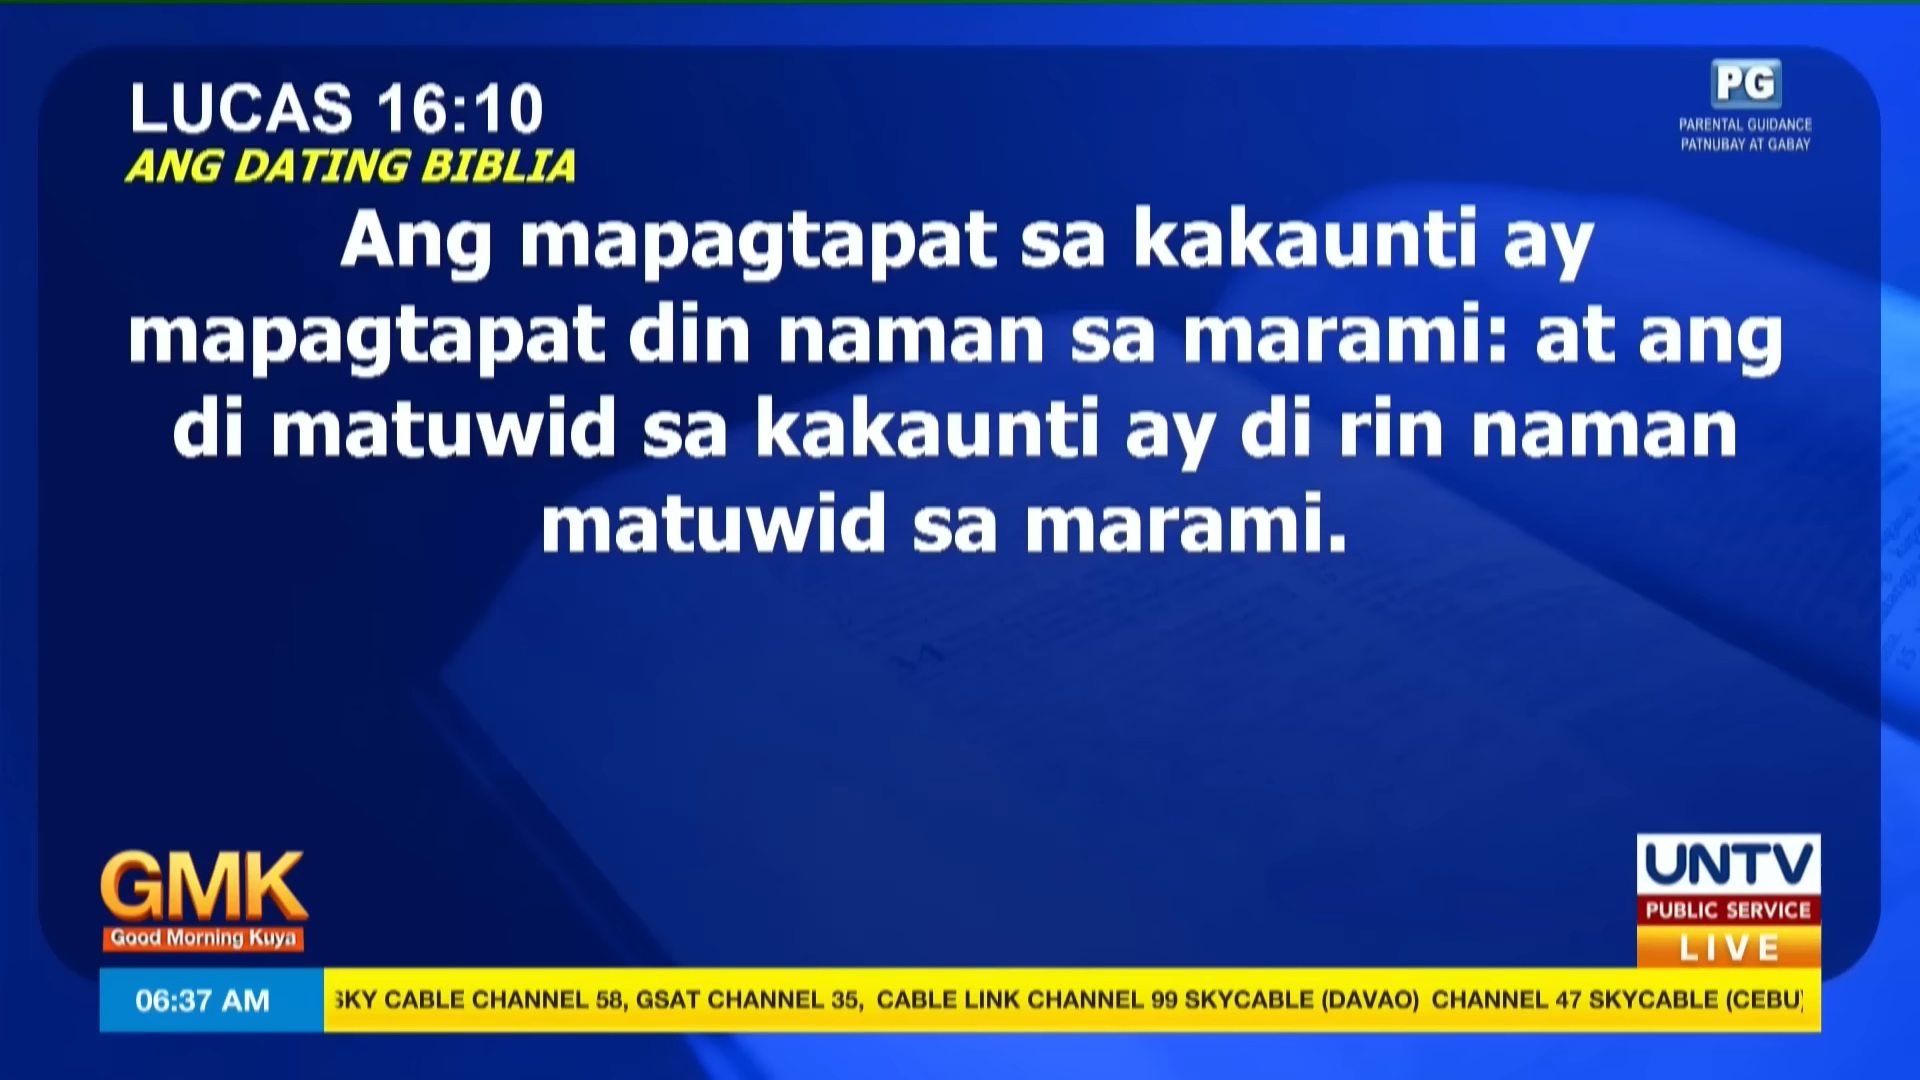 LUCAS 16:10
ANG DATING BIBLIA
PG
PARENTAL GUIDANCE
PATNUBAY AT GABAY
Ang mapagtapat sa kakaunti ay
mapagtapat din naman sa marami: at ang
di matuwid sa kakaunti ay di rin naman
matuwid sa marami.
GMK
Good Morning Kuya
UNTV
PUBLIC SERVICE
LIVE
06:37 AM
SKY CABLE CHANNEL 58, GSAT CHANNEL 35, CABLE LINK CHANNEL 99 SKYCABLE (DAVAO) CHANNEL 47 SKYCABLE (CEBU)